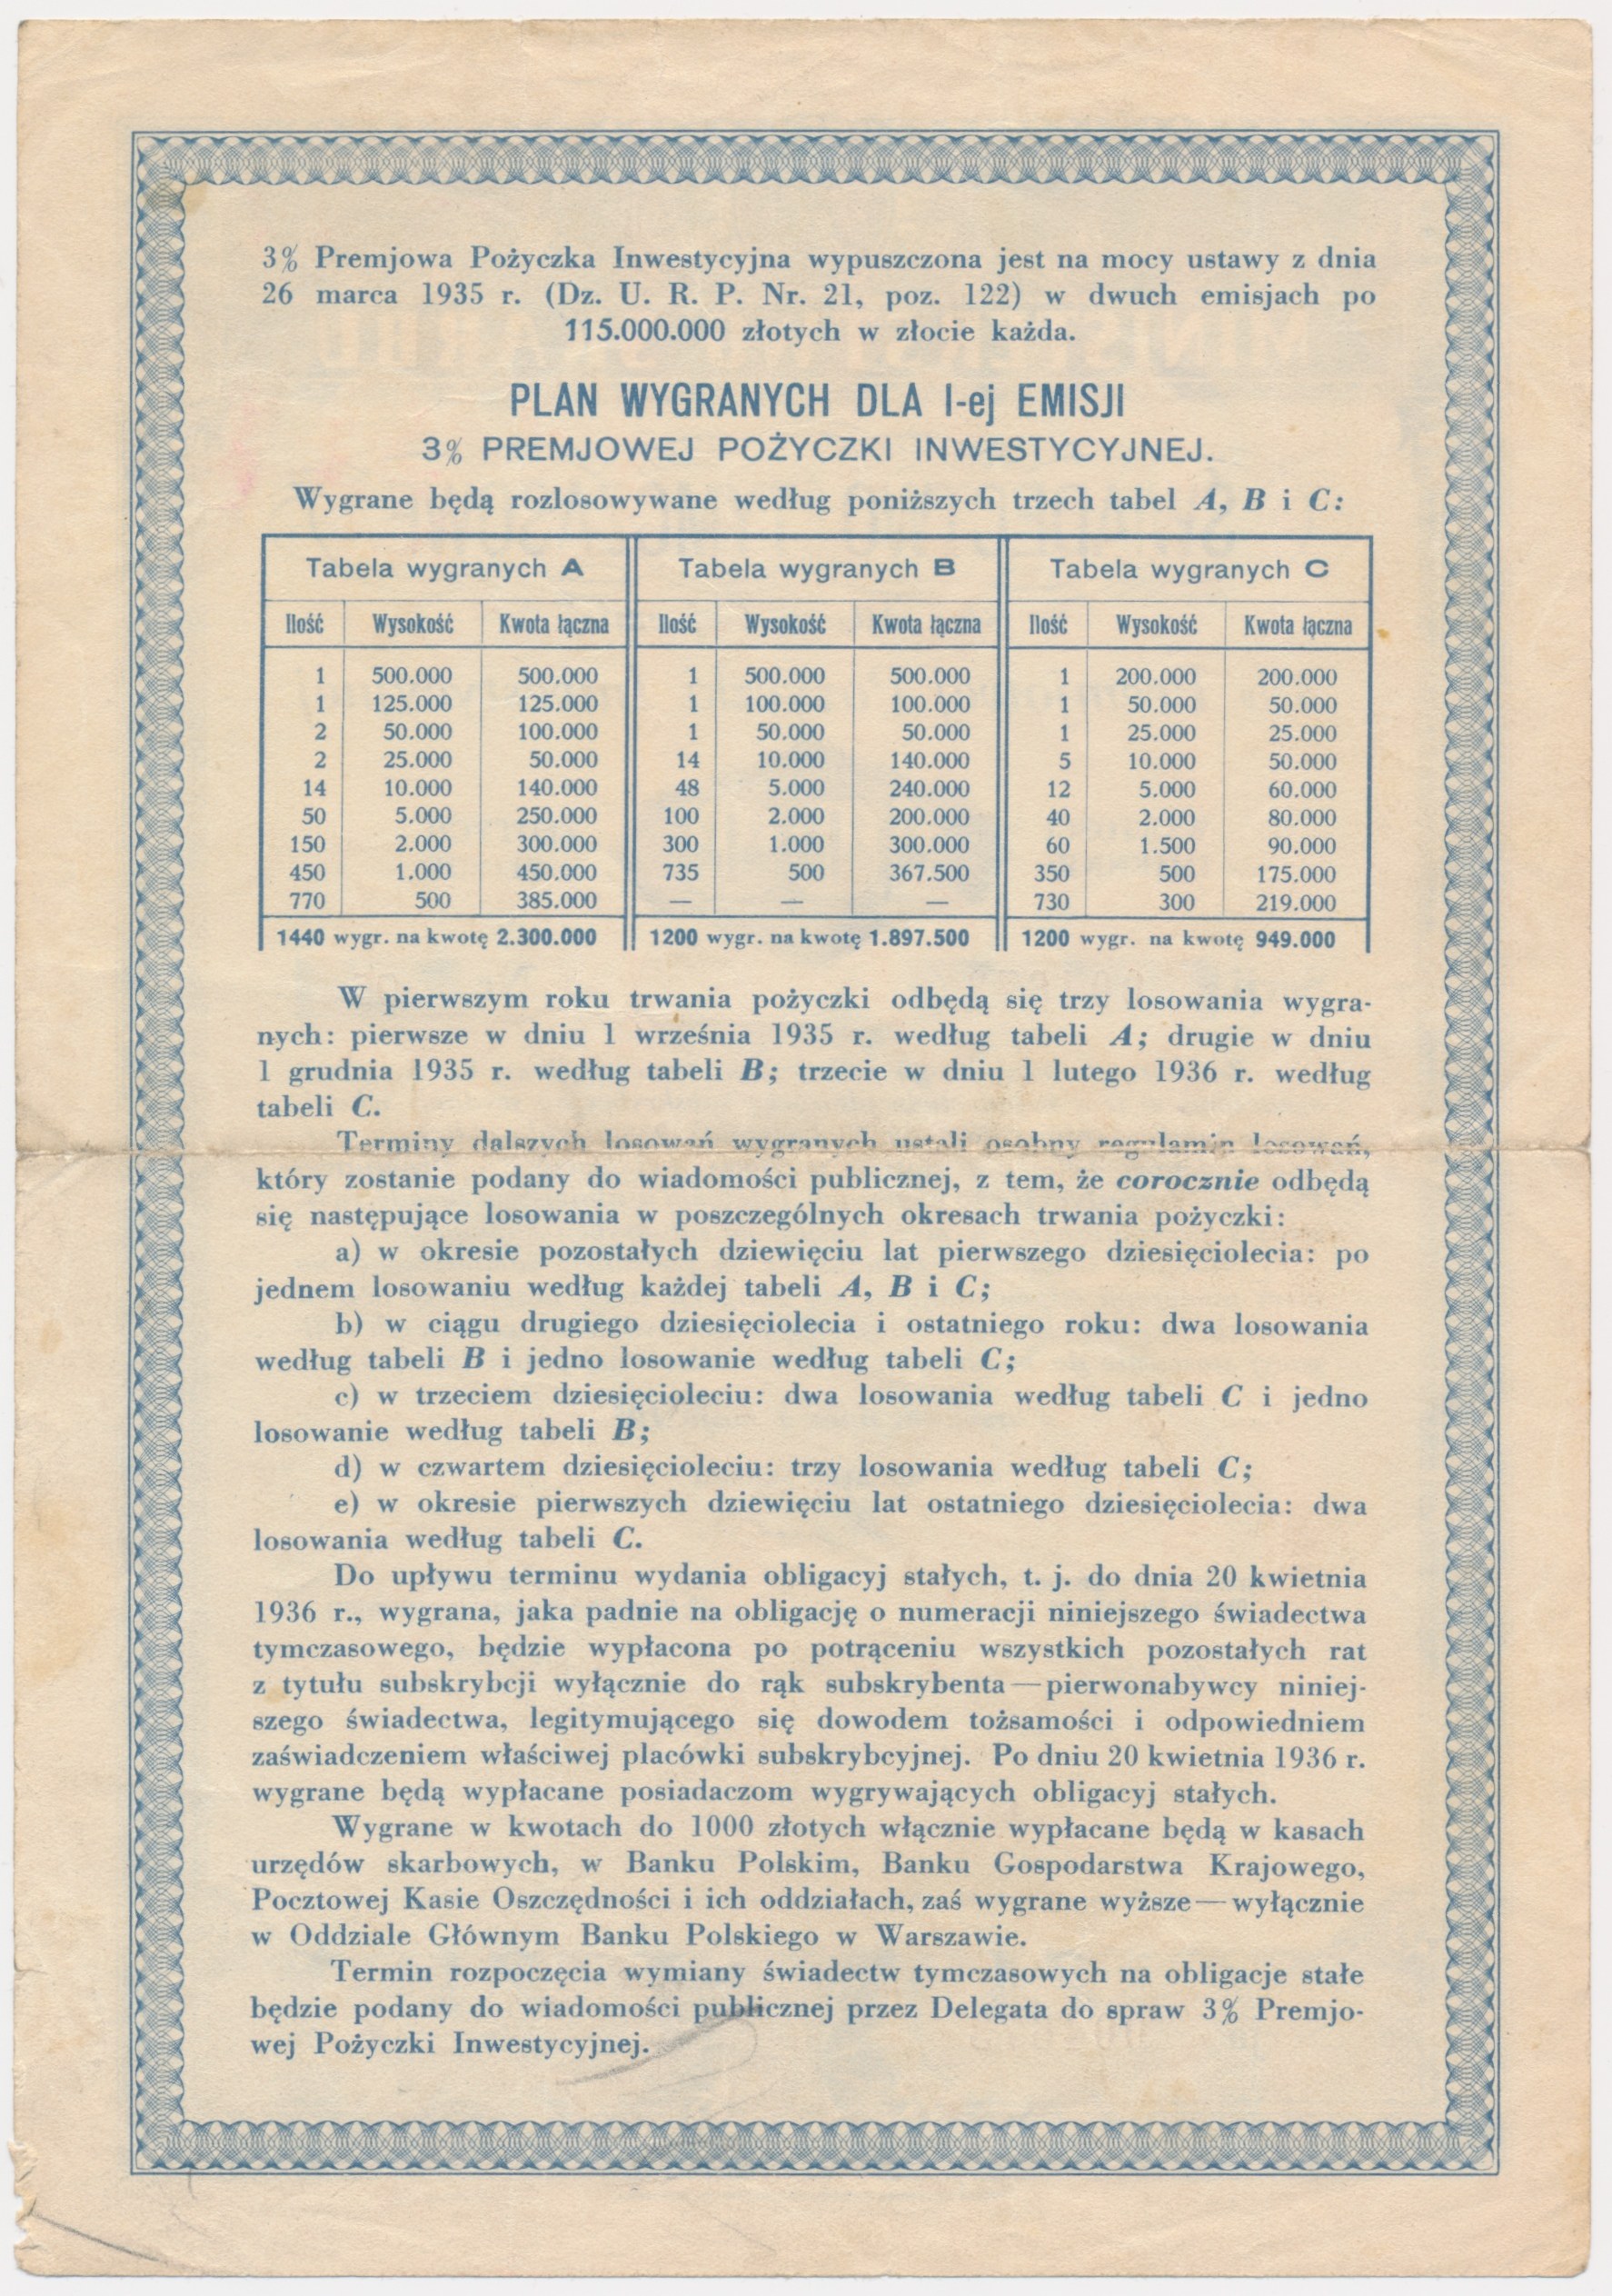 3% Premjowa Pożyczka Inwestycyjna wypuszczona jest na mocy ustawy z dnia
26 marca 1935 r. (Dz. U. R. P. Nr. 21, poz. 122) w dwuch emisjach po
115.000.000 złotych w złocie każda.
PLAN WYGRANYCH DLA I-ej EMISJI
3% PREMJOWEJ POŻYCZKI INWESTYCYJNEJ.
Wygrane będą rozlosowywane według poniższych trzech tabel A, B i C:
Tabela wygranych A Tabela wygranych B Tabela wygranych C
Ilość Wysokość Kwota łączna Ilość Wysokość Kwota łączna Ilość Wysokość Kwota łączna
1 500.000 500.000 1 500.000 500.000 1 200.000 200.000
1 125.000 125.000 1 100.000 100.000 1 50.000 50.000
2 50.000 100.000 1 50.000 50.000 1 25.000 25.000
2 25.000 50.000 14 10.000 140.000 5 10.000 50.000
14 10.000 140.000 48 5.000 240.000 12 5.000 60.000
50 5.000 250.000 100 2.000 200.000 40 2.000 80.000
150 2.000 300.000 300 1.000 300.000 60 1.500 90.000
450 1.000 450.000 735 500 367.500 350 500 175.000
770 500 385.000 — — — 730 300 219.000
1440 wygr. na kwotę 2.300.000 1200 wygr. na kwotę 1.897.500 1200 wygr. na kwotę 949.000
W pierwszym roku trwania pożyczki odbędą się trzy losowania wygra-
nych: pierwsze w dniu 1 września 1935 r. według tabeli A; drugie w dniu
1 grudnia 1935 r. według tabeli B; trzecie w dniu 1 lutego 1936 r. według
tabeli C.
Terminy dalszych losowań wygranych ustali osobny regulamin losowań,
który zostanie podany do wiadomości publicznej, z tem, że corocznie odbędą
się następujące losowania w poszczególnych okresach trwania pożyczki:
a) w okresie pozostałych dziewięciu lat pierwszego dziesięciolecia: po
jednem losowaniu według każdej tabeli A, B i C;
b) w ciągu drugiego dziesięciolecia i ostatniego roku: dwa losowania
według tabeli B i jedno losowanie według tabeli C;
c) w trzeciem dziesięcioleciu: dwa losowania według tabeli C i jedno
losowanie według tabeli B;
d) w czwartem dziesięcioleciu: trzy losowania według tabeli C;
e) w okresie pierwszych dziewięciu lat ostatniego dziesięciolecia: dwa
losowania według tabeli C.
Do upływu terminu wydania obligacyj stałych, t. j. do dnia 20 kwietnia
1936 r., wygrana, jaka padnie na obligację o numeracji niniejszego świadectwa
tymczasowego, będzie wypłacona po potrąceniu wszystkich pozostałych rat
z tytułu subskrybcji wyłącznie do rąk subskrybenta — pierwonabywcy niniej-
szego świadectwa, legitymującego się dowodem tożsamości i odpowiedniem
zaświadczeniem właściwej placówki subskrybcyjnej. Po dniu 20 kwietnia 1936 r.
wygrane będą wypłacane posiadaczom wygrywających obligacyj stałych.
Wygrane w kwotach do 1000 złotych włącznie wypłacane będą w kasach
urzędów skarbowych, w Banku Polskim, Banku Gospodarstwa Krajowego,
Pocztowej Kasie Oszczędności i ich oddziałach, zaś wygrane wyższe — wyłącznie
w Oddziale Głównym Banku Polskiego w Warszawie.
Termin rozpoczęcia wymiany świadectw tymczasowych na obligacje stałe
będzie podany do wiadomości publicznej przez Delegata do spraw 3% Premjo-
wej Pożyczki Inwestycyjnej.